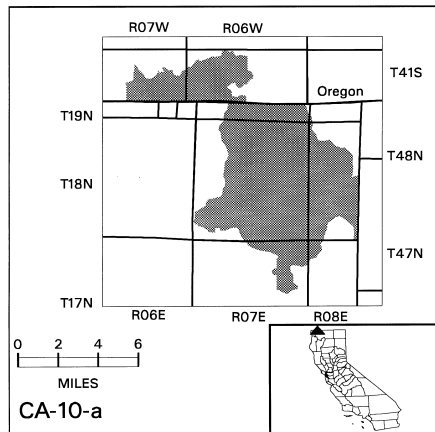 R07W R06W
T41S
Oregon
T19N
T48N
T18N
T47N
T17N
R06E R07E R08E
0 2 4 6
MILES
CA-10-a